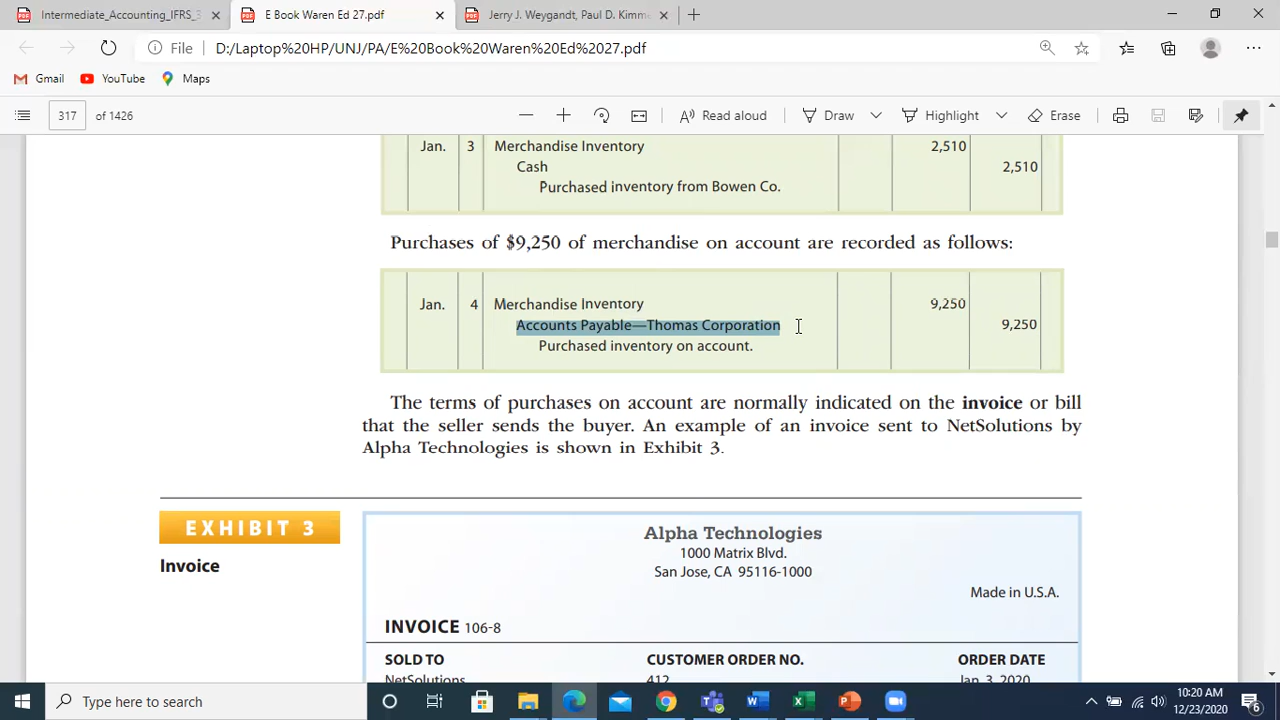 Intermediate_Accounting_IFRS_3
E Book Waren Ed 27.pdf
Jerry J. Weygandt, Paul D. Kimme
File
D:/Laptop%20HP/UNJ/PA/E%20Book%20Waren%20Ed%2027.pdf
Gmail
YouTube
Maps
317 of 1426
Read aloud
Draw
Highlight
Erase
Jan. 3 Merchandise Inventory 2,510
Cash 2,510
Purchased inventory from Bowen Co.
Purchases of $9,250 of merchandise on account are recorded as follows:
Jan. 4 Merchandise Inventory 9,250
Accounts Payable—Thomas Corporation 9,250
Purchased inventory on account.
The terms of purchases on account are normally indicated on the invoice or bill
that the seller sends the buyer. An example of an invoice sent to NetSolutions by
Alpha Technologies is shown in Exhibit 3.
EXHIBIT 3
Invoice
Alpha Technologies
1000 Matrix Blvd.
San Jose, CA 95116-1000
Made in U.S.A.
INVOICE 106-8
SOLD TO CUSTOMER ORDER NO. ORDER DATE
NetSolutions 412 Jan. 3, 2020
Type here to search
10:20 AM
12/23/2020
6